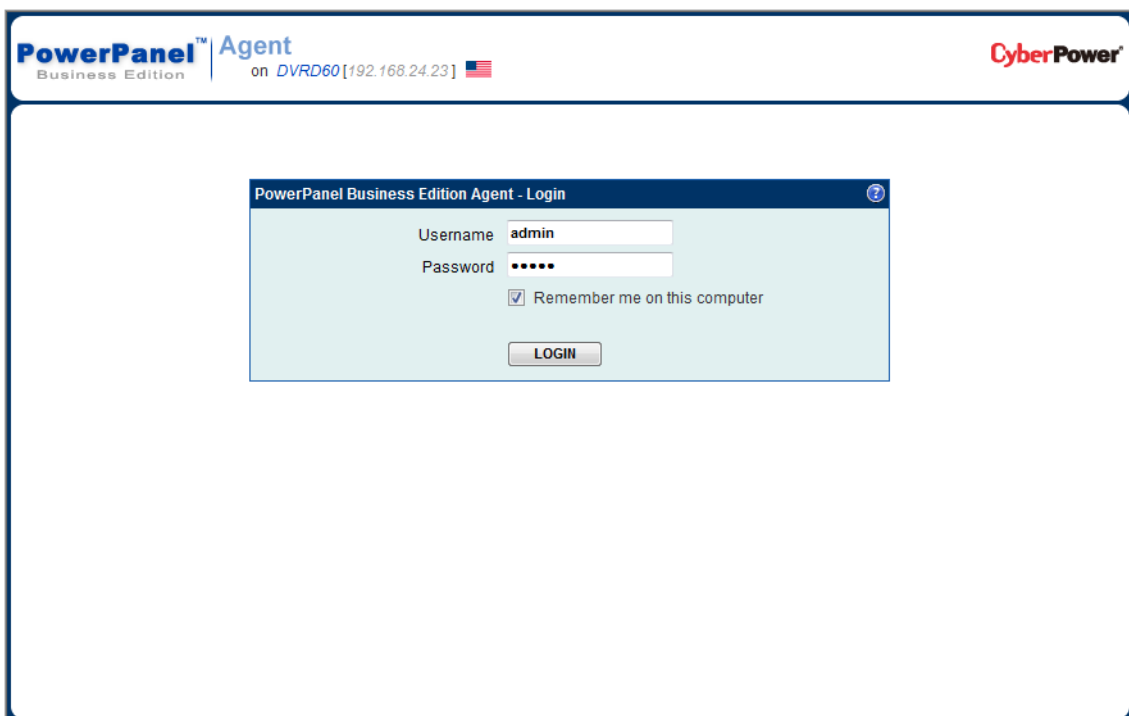 PowerPanel™ Agent
Business Edition
on DVRD60 [192.168.24.23]
CyberPower®
PowerPanel Business Edition Agent - Login ?
Username admin
Password •••••
Remember me on this computer
LOGIN